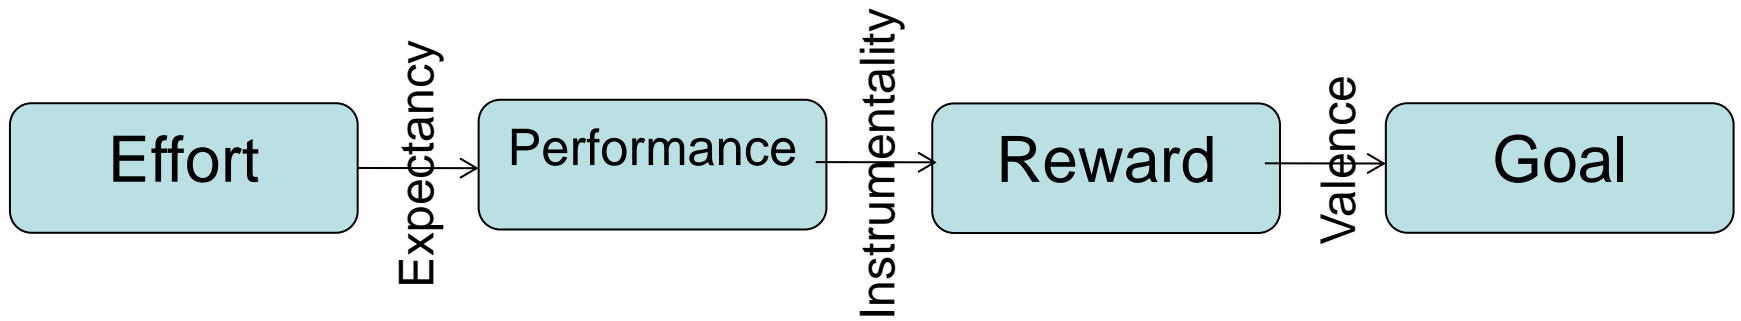 Effort
Expectancy
Performance
Instrumentality
Reward
Valence
Goal